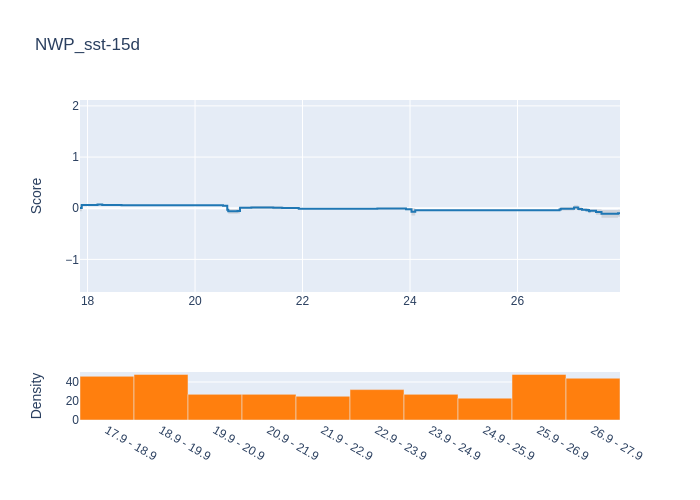 NWP_sst-15d
2
1
0
−1
Score
18
20
22
24
26
40
20
0
Density
17.9 - 18.9
18.9 - 19.9
19.9 - 20.9
20.9 - 21.9
21.9 - 22.9
22.9 - 23.9
23.9 - 24.9
24.9 - 25.9
25.9 - 26.9
26.9 - 27.9